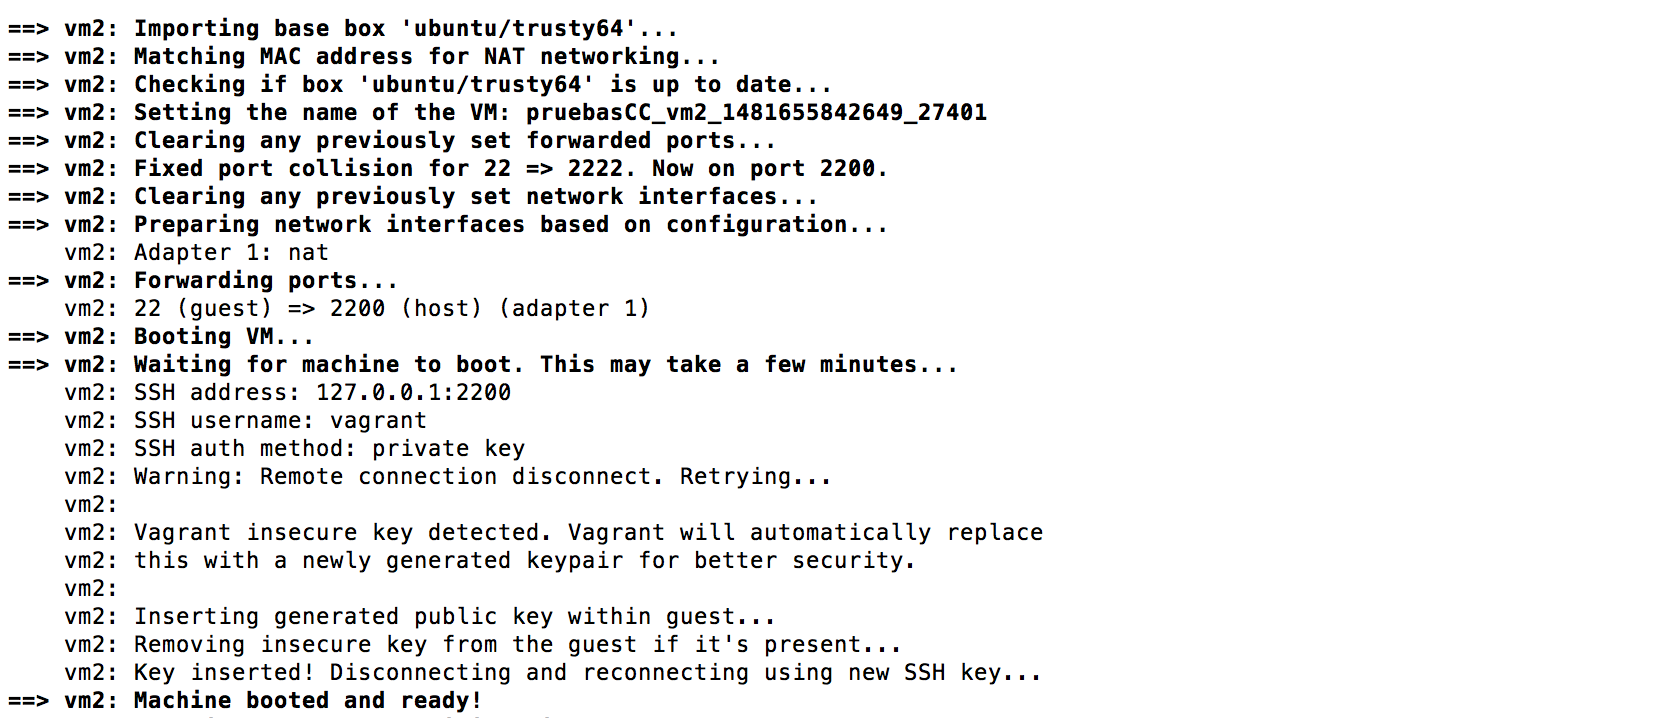 ==> vm2: Importing base box 'ubuntu/trusty64'...
==> vm2: Matching MAC address for NAT networking...
==> vm2: Checking if box 'ubuntu/trusty64' is up to date...
==> vm2: Setting the name of the VM: pruebasCC_vm2_1481655842649_27401
==> vm2: Clearing any previously set forwarded ports...
==> vm2: Fixed port collision for 22 => 2222. Now on port 2200.
==> vm2: Clearing any previously set network interfaces...
==> vm2: Preparing network interfaces based on configuration...
    vm2: Adapter 1: nat
==> vm2: Forwarding ports...
    vm2: 22 (guest) => 2200 (host) (adapter 1)
==> vm2: Booting VM...
==> vm2: Waiting for machine to boot. This may take a few minutes...
    vm2: SSH address: 127.0.0.1:2200
    vm2: SSH username: vagrant
    vm2: SSH auth method: private key
    vm2: Warning: Remote connection disconnect. Retrying...
    vm2:
    vm2: Vagrant insecure key detected. Vagrant will automatically replace
    vm2: this with a newly generated keypair for better security.
    vm2:
    vm2: Inserting generated public key within guest...
    vm2: Removing insecure key from the guest if it's present...
    vm2: Key inserted! Disconnecting and reconnecting using new SSH key...
==> vm2: Machine booted and ready!